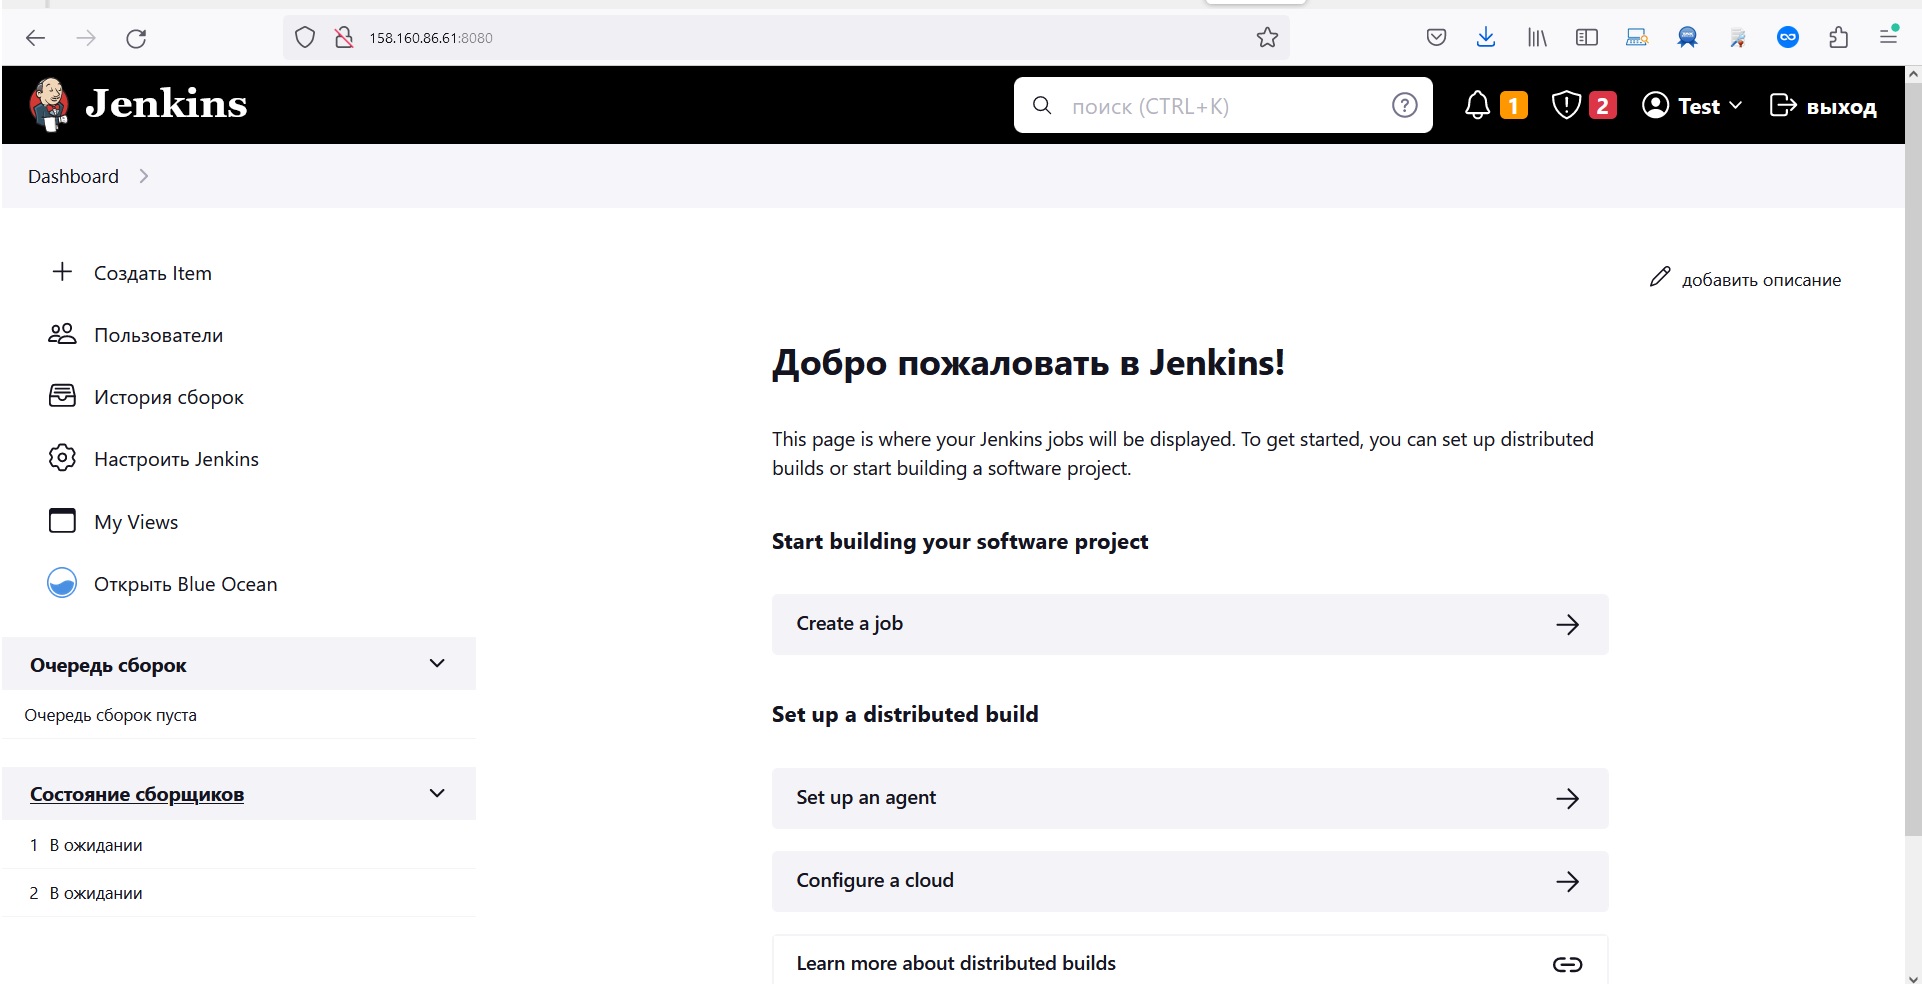 158.160.86.61:8080
Jenkins
поиск (CTRL+K)
1
2
Test
выход
Dashboard
Создать Item
Пользователи
История сборок
Настроить Jenkins
My Views
Открыть Blue Ocean
Очередь сборок
Очередь сборок пуста
Состояние сборщиков
1 В ожидании
2 В ожидании
добавить описание
Добро пожаловать в Jenkins!
This page is where your Jenkins jobs will be displayed. To get started, you can set up distributed
builds or start building a software project.
Start building your software project
Create a job
Set up a distributed build
Set up an agent
Configure a cloud
Learn more about distributed builds